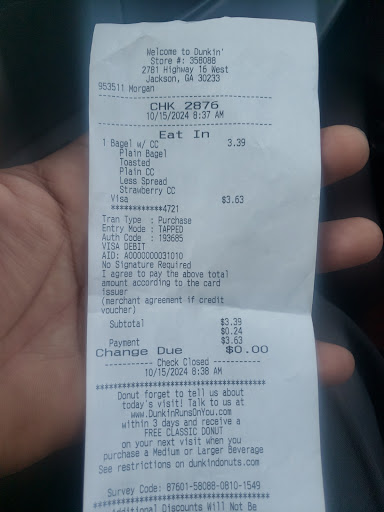 Welcome to Dunkin'
Store #: 358088
2781 Highway 16 West
Jackson, GA 30233
953511 Morgan
CHK 2876
10/15/2024 8:37 AM
Eat In
1 Bagel w/ CC 3.39
Plain Bagel
Toasted
Plain CC
Less Spread
Strawberry CC
Visa $3.63
************4721
Tran Type : Purchase
Entry Mode : TAPPED
Auth Code : 193685
VISA DEBIT
AID: A0000000031010
No Signature Required
I agree to pay the above total
amount according to the card
issuer
(merchant agreement if credit
voucher)
Subtotal $3.39
$0.24
Payment $3.63
Change Due $0.00
----------- Check Closed -----------
10/15/2024 8:38 AM
Donut forget to tell us about
today's visit! Talk to us at
www.DunkinRunsOnYou.com
within 3 days and receive a
FREE CLASSIC DONUT
on your next visit when you
purchase a Medium or Larger Beverage
See restrictions on dunkindonuts.com
Survey Code: 87601-58088-0810-1549
Additional Discounts Will Not Be